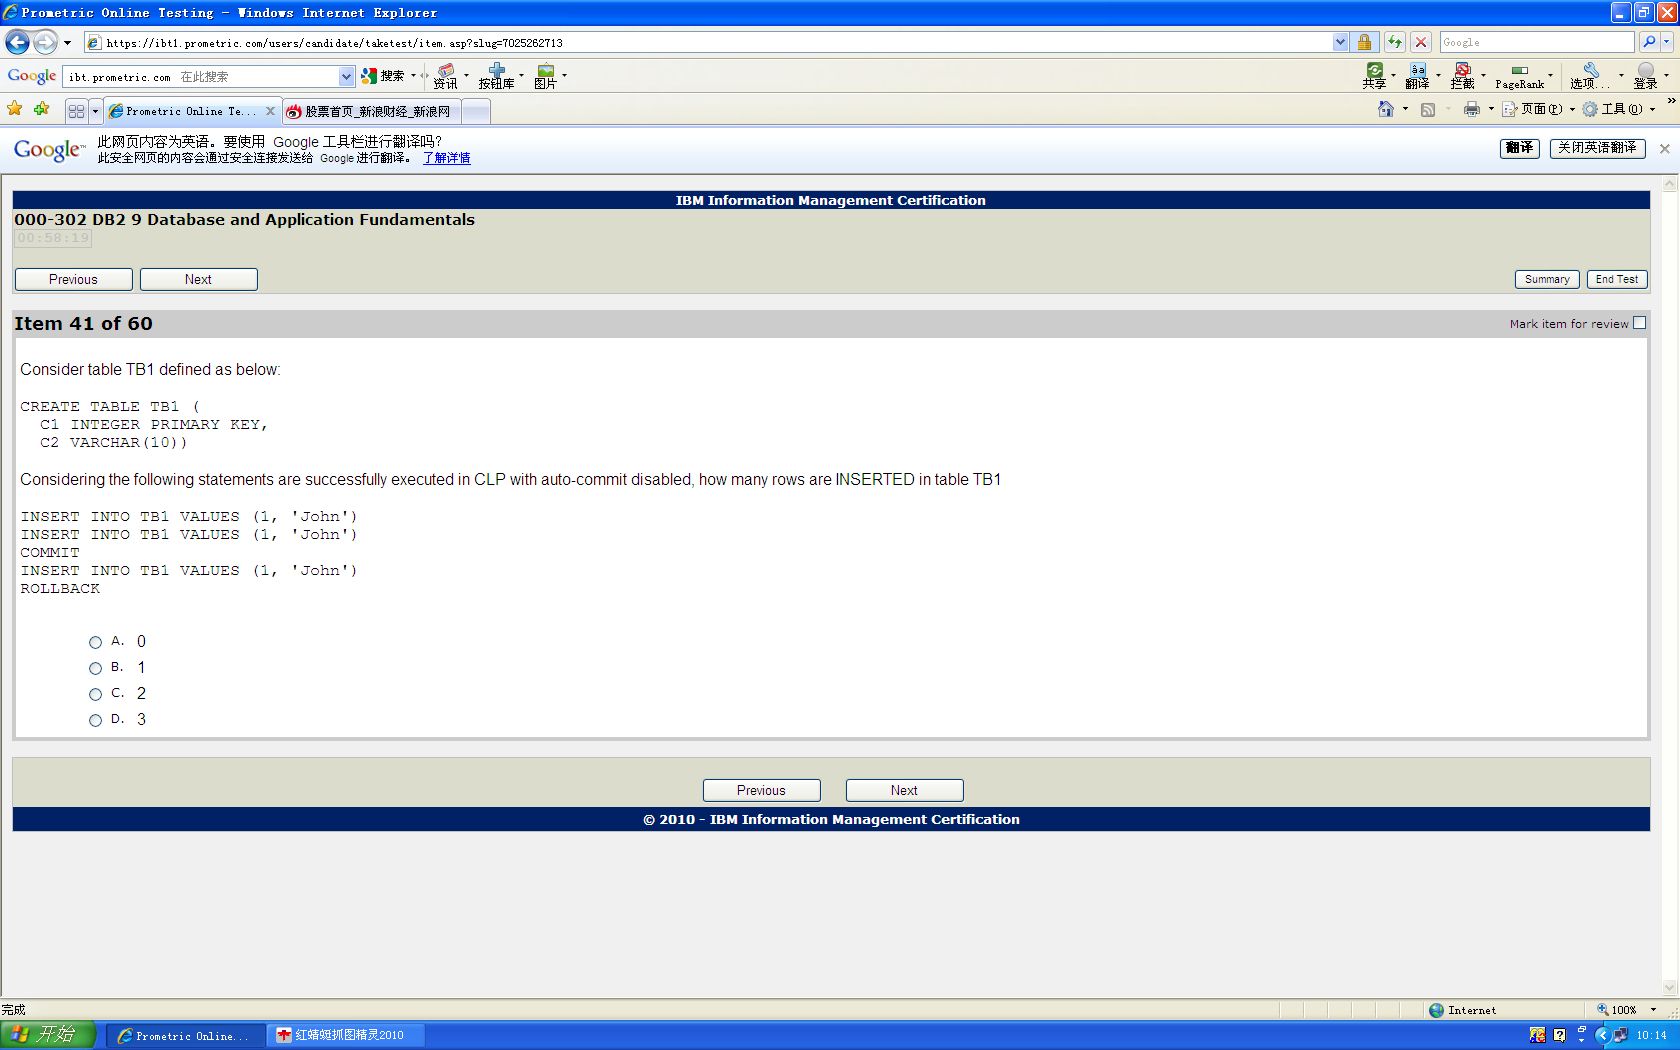 Prometric Online Testing - Windows Internet Explorer
https://ibt1.prometric.com/users/candidate/taketest/item.asp?slug=7025262713
Google
Google ibt.prometric.com 在此搜索 搜索 资讯 按钮库 图片 共享 翻译 拦截 PageRank 选项... 登录
Prometric Online Te... 股票首页_新浪财经_新浪网 页面(P) 工具(O)
Google 此网页内容为英语。要使用 Google 工具栏进行翻译吗? 翻译 关闭英语翻译
此安全网页的内容会通过安全连接发送给 Google 进行翻译。 了解详情
IBM Information Management Certification
000-302 DB2 9 Database and Application Fundamentals
00:58:19
Previous Next Summary End Test
Item 41 of 60 Mark item for review
Consider table TB1 defined as below:
CREATE TABLE TB1 (
C1 INTEGER PRIMARY KEY,
C2 VARCHAR(10))
Considering the following statements are successfully executed in CLP with auto-commit disabled, how many rows are INSERTED in table TB1
INSERT INTO TB1 VALUES (1, 'John')
INSERT INTO TB1 VALUES (1, 'John')
COMMIT
INSERT INTO TB1 VALUES (1, 'John')
ROLLBACK
A. 0
B. 1
C. 2
D. 3
Previous Next
© 2010 - IBM Information Management Certification
完成 Internet 100%
开始 Prometric Online... 红蜻蜓抓图精灵2010 10:14